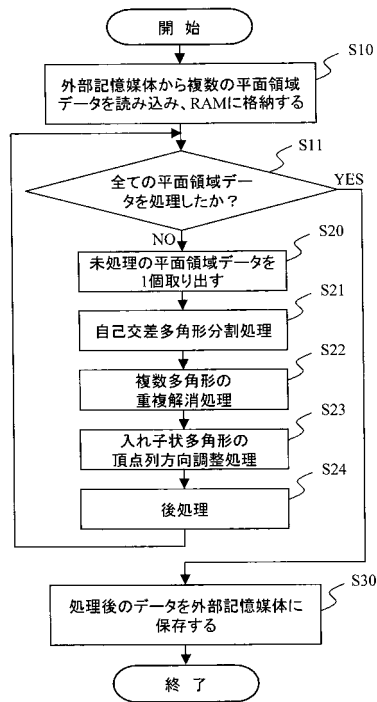 開 始
S10
外部記憶媒体から複数の平面領域
データを読み込み、RAMに格納する
S11
全ての平面領域デー
タを処理したか？
YES
NO
S20
未処理の平面領域データを
1個取り出す
S21
自己交差多角形分割処理
S22
複数多角形の
重複解消処理
S23
入れ子状多角形の
頂点列方向調整処理
S24
後処理
S30
処理後のデータを外部記憶媒体に
保存する
終 了